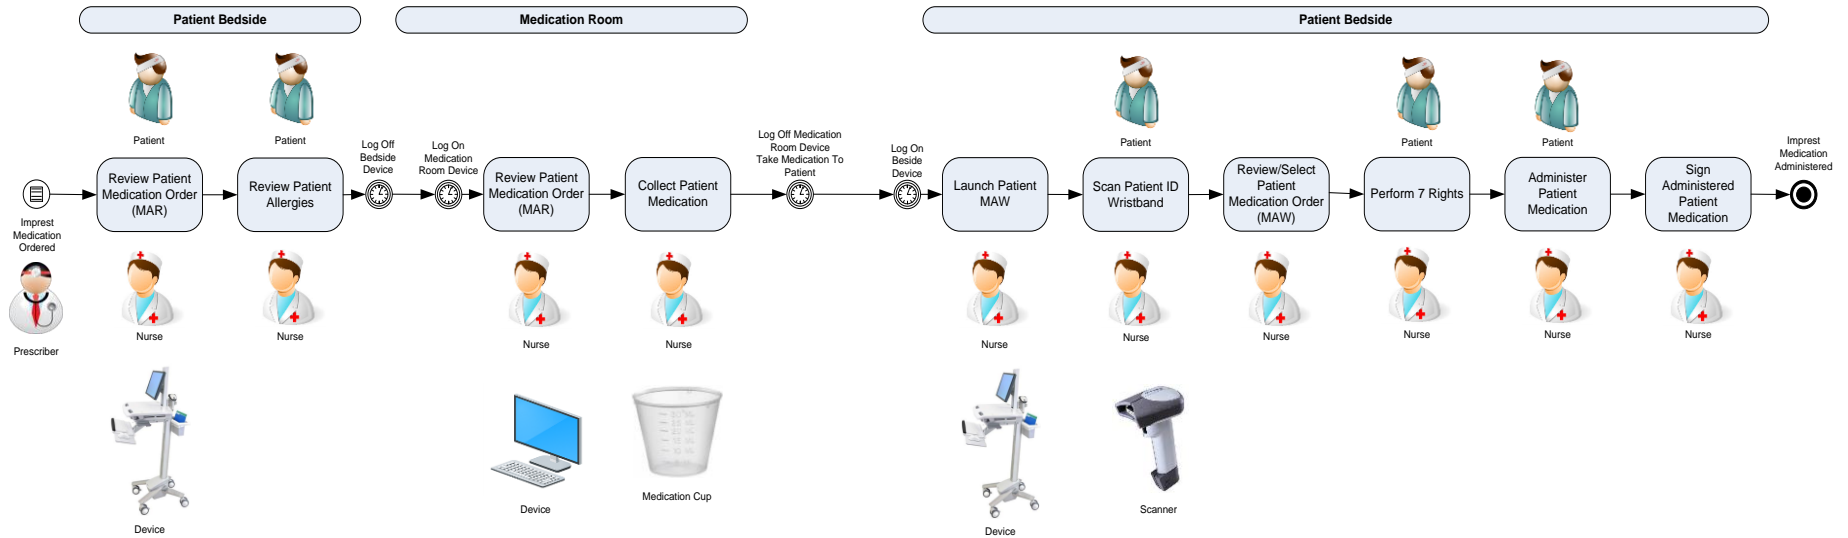 Patient Bedside
Medication Room
Patient Bedside
Patient
Patient
Patient
Patient
Patient
Imprest
Medication
Ordered
Prescriber
Review Patient
Medication Order
(MAR)
Review Patient
Allergies
Log Off
Bedside
Device
Log On
Medication
Room Device
Review Patient
Medication Order
(MAR)
Collect Patient
Medication
Log Off Medication
Room Device
Take Medication To
Patient
Log On
Beside
Device
Launch Patient
MAW
Scan Patient ID
Wristband
Review/Select
Patient
Medication Order
(MAW)
Perform 7 Rights
Administer
Patient
Medication
Sign
Administered
Patient
Medication
Imprest
Medication
Administered
Nurse
Nurse
Nurse
Nurse
Nurse
Nurse
Nurse
Nurse
Nurse
Nurse
Device
Device
Medication Cup
Device
Scanner